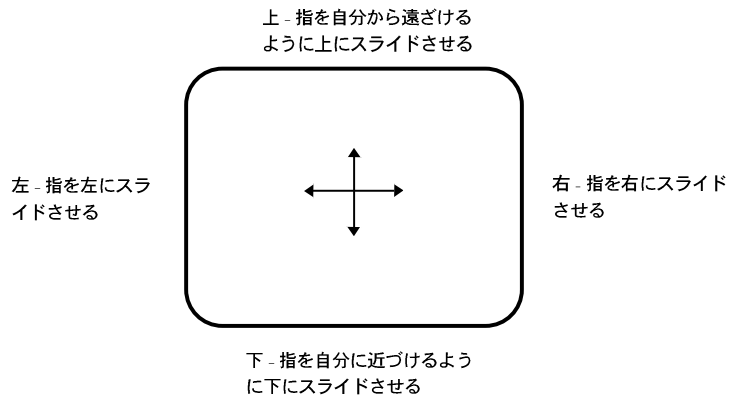 上 - 指を自分から遠ざける
ように上にスライドさせる
左 - 指を左にスラ
イドさせる
右 - 指を右にスライド
させる
下 - 指を自分に近づけるよう
に下にスライドさせる